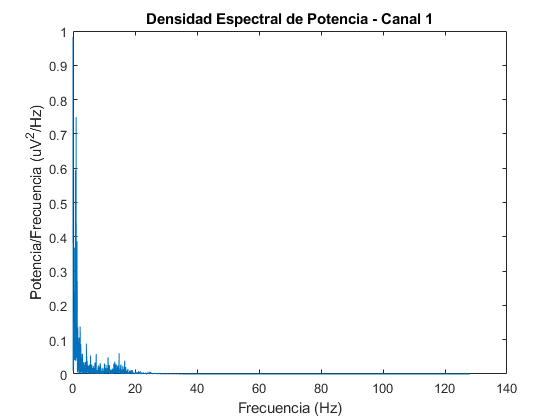 Densidad Espectral de Potencia - Canal 1
1
0.9
0.8
0.7
0.6
0.5
0.4
0.3
0.2
0.1
0
Potencia/Frecuencia (uV²/Hz)
0 20 40 60 80 100 120 140
Frecuencia (Hz)